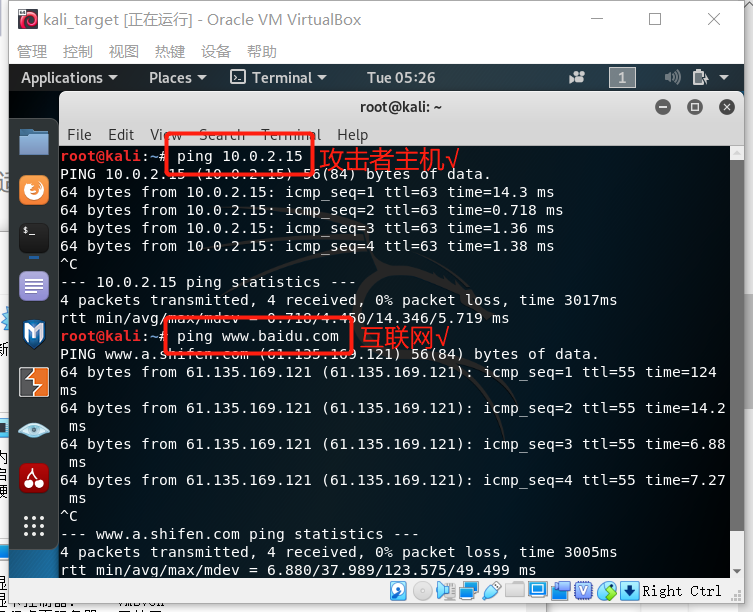 kali_target [正在运行] - Oracle VM VirtualBox
管理 控制 视图 热键 设备 帮助
Applications Places Terminal Tue 05:26 1
root@kali: ~
File Edit View Search Terminal Help
root@kali:~# ping 10.0.2.15 攻击者主机√
PING 10.0.2.15 (10.0.2.15) 56(84) bytes of data.
64 bytes from 10.0.2.15: icmp_seq=1 ttl=63 time=14.3 ms
64 bytes from 10.0.2.15: icmp_seq=2 ttl=63 time=0.718 ms
64 bytes from 10.0.2.15: icmp_seq=3 ttl=63 time=1.36 ms
64 bytes from 10.0.2.15: icmp_seq=4 ttl=63 time=1.38 ms
^C
--- 10.0.2.15 ping statistics ---
4 packets transmitted, 4 received, 0% packet loss, time 3017ms
rtt min/avg/max/mdev = 0.718/4.450/14.346/5.719 ms
root@kali:~# ping www.baidu.com 互联网√
PING www.a.shifen.com (61.135.169.121) 56(84) bytes of data.
64 bytes from 61.135.169.121 (61.135.169.121): icmp_seq=1 ttl=55 time=124
ms
64 bytes from 61.135.169.121 (61.135.169.121): icmp_seq=2 ttl=55 time=14.2
ms
64 bytes from 61.135.169.121 (61.135.169.121): icmp_seq=3 ttl=55 time=6.88
ms
64 bytes from 61.135.169.121 (61.135.169.121): icmp_seq=4 ttl=55 time=7.27
ms
^C
--- www.a.shifen.com ping statistics ---
4 packets transmitted, 4 received, 0% packet loss, time 3005ms
rtt min/avg/max/mdev = 6.880/37.989/123.575/49.499 ms
Right Ctrl